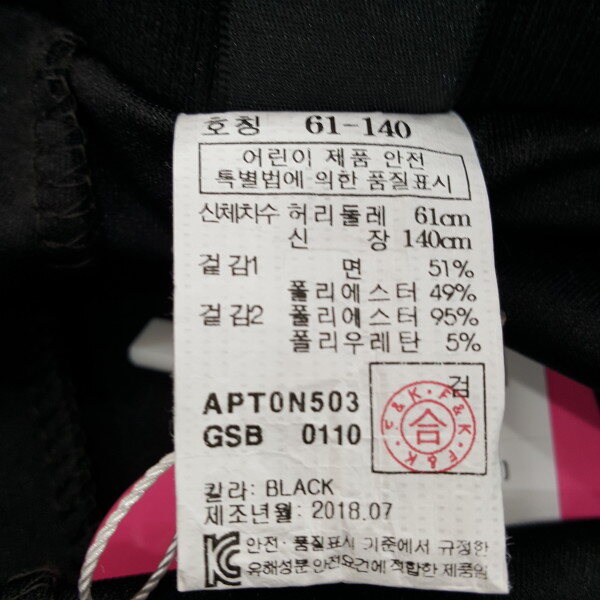 호칭 61-140
어린이 제품 안전
특별법에 의한 품질표시
신체차수 허리둘레 61cm
신 장 140cm
겉감1 면 51%
폴리에스터 49%
겉감2 폴리에스터 95%
폴리우레탄 5%
APT0N503
GSB 0110
검
合
F&K F&K F&K
칼라: BLACK
제조년월: 2018.07
안전·품질표시 기준에서 규정한
유해성분 안전요건에 적합한 제품임